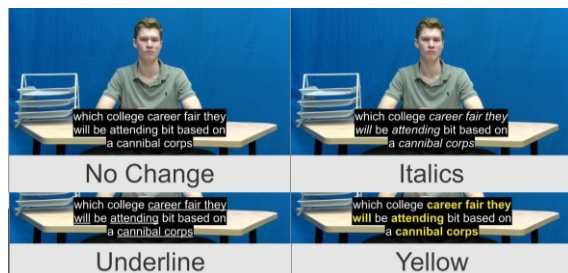 which college career fair they
will be attending bit based on
a cannibal corps
No Change
which college career fair they
will be attending bit based on
a cannibal corps
Italics
which college career fair they
will be attending bit based on
a cannibal corps
Underline
which college career fair they
will be attending bit based on
a cannibal corps
Yellow